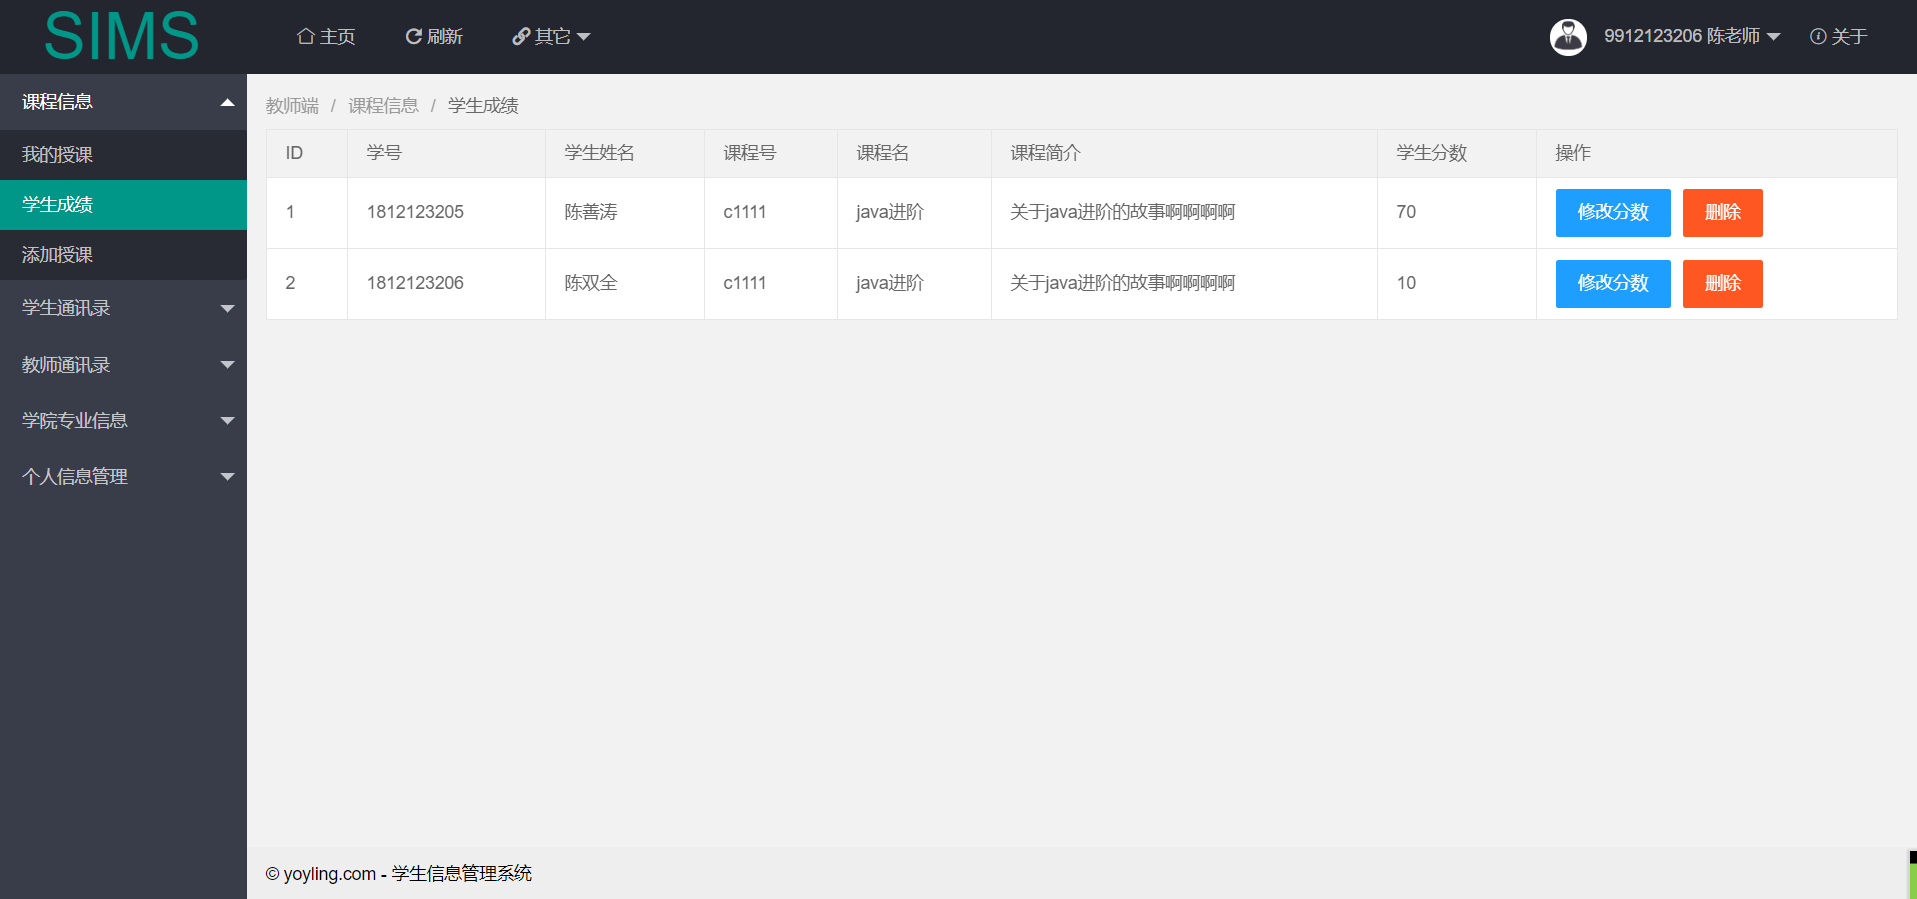 SIMS
主页 刷新 其它 9912123206 陈老师 关于
课程信息
我的授课
学生成绩
添加授课
学生通讯录
教师通讯录
学院专业信息
个人信息管理
教师端 / 课程信息 / 学生成绩
ID 学号 学生姓名 课程号 课程名 课程简介 学生分数 操作
1 1812123205 陈善涛 c1111 java进阶 关于java进阶的故事啊啊啊啊 70 修改分数 删除
2 1812123206 陈双全 c1111 java进阶 关于java进阶的故事啊啊啊啊 10 修改分数 删除
© yoyling.com - 学生信息管理系统